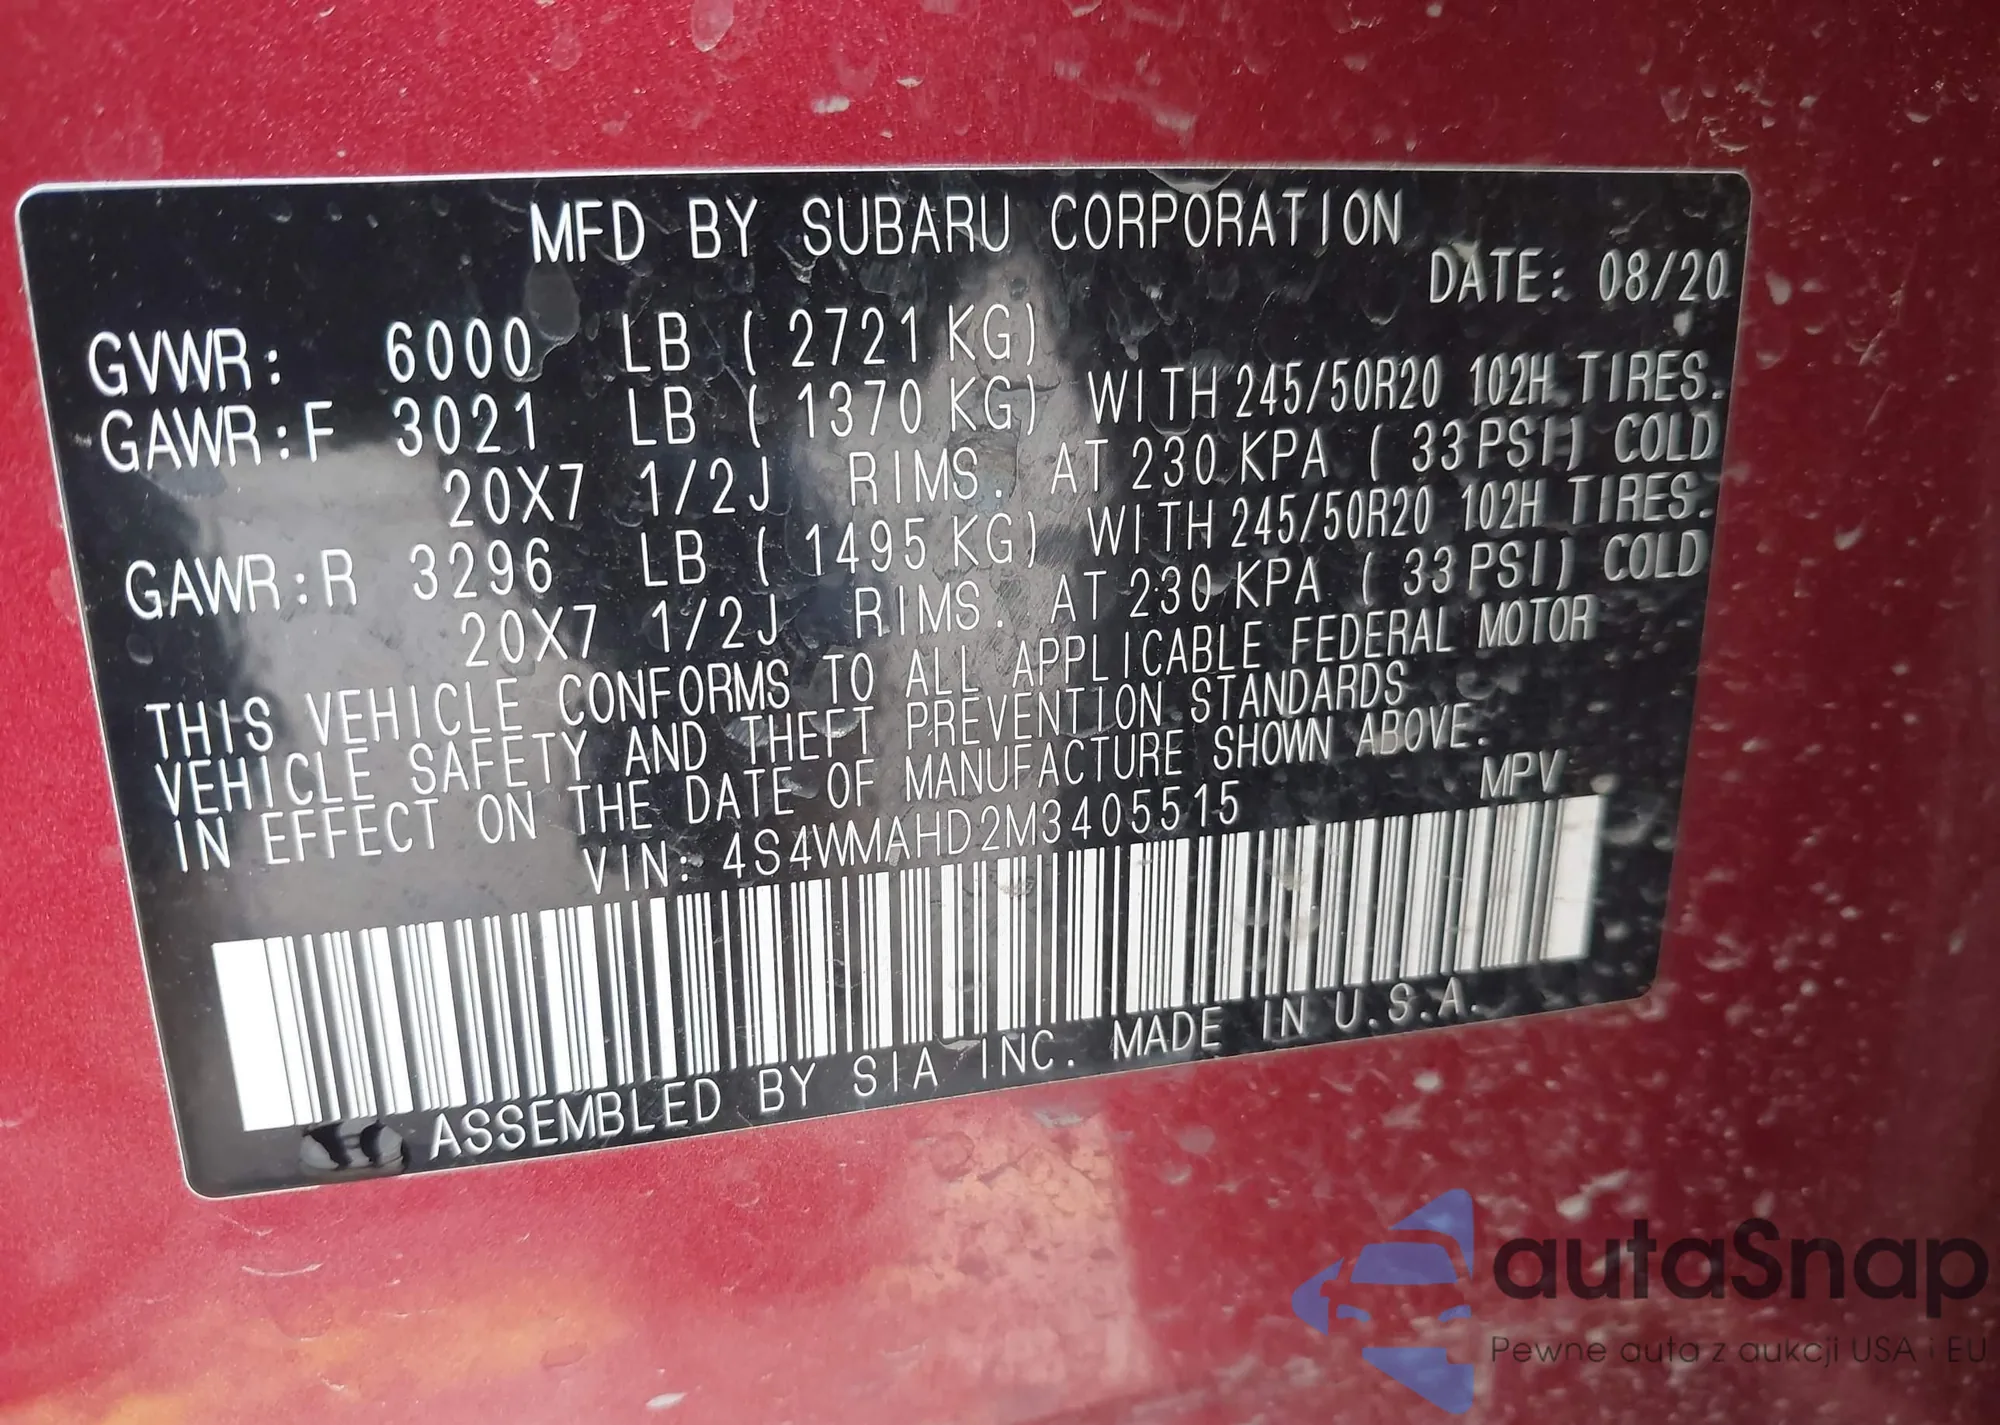 MFD BY SUBARU CORPORATION
DATE: 08/20
GVWR: 6000 LB ( 2721 KG)
GAWR:F 3021 LB ( 1370 KG) WITH 245/50R20 102H TIRES.
20X7 1/2J RIMS. AT 230 KPA ( 33 PSI) COLD
GAWR:R 3296 LB ( 1495 KG) WITH 245/50R20 102H TIRES.
20X7 1/2J RIMS. AT 230 KPA ( 33 PSI) COLD
THIS VEHICLE CONFORMS TO ALL APPLICABLE FEDERAL MOTOR
VEHICLE SAFETY AND THEFT PREVENTION STANDARDS
IN EFFECT ON THE DATE OF MANUFACTURE SHOWN ABOVE.
VIN: 4S4WMAHD2M3405515 MPV
ASSEMBLED BY SIA INC. MADE IN U.S.A.
autaSnap
Pewne auta z aukcji USA i EU